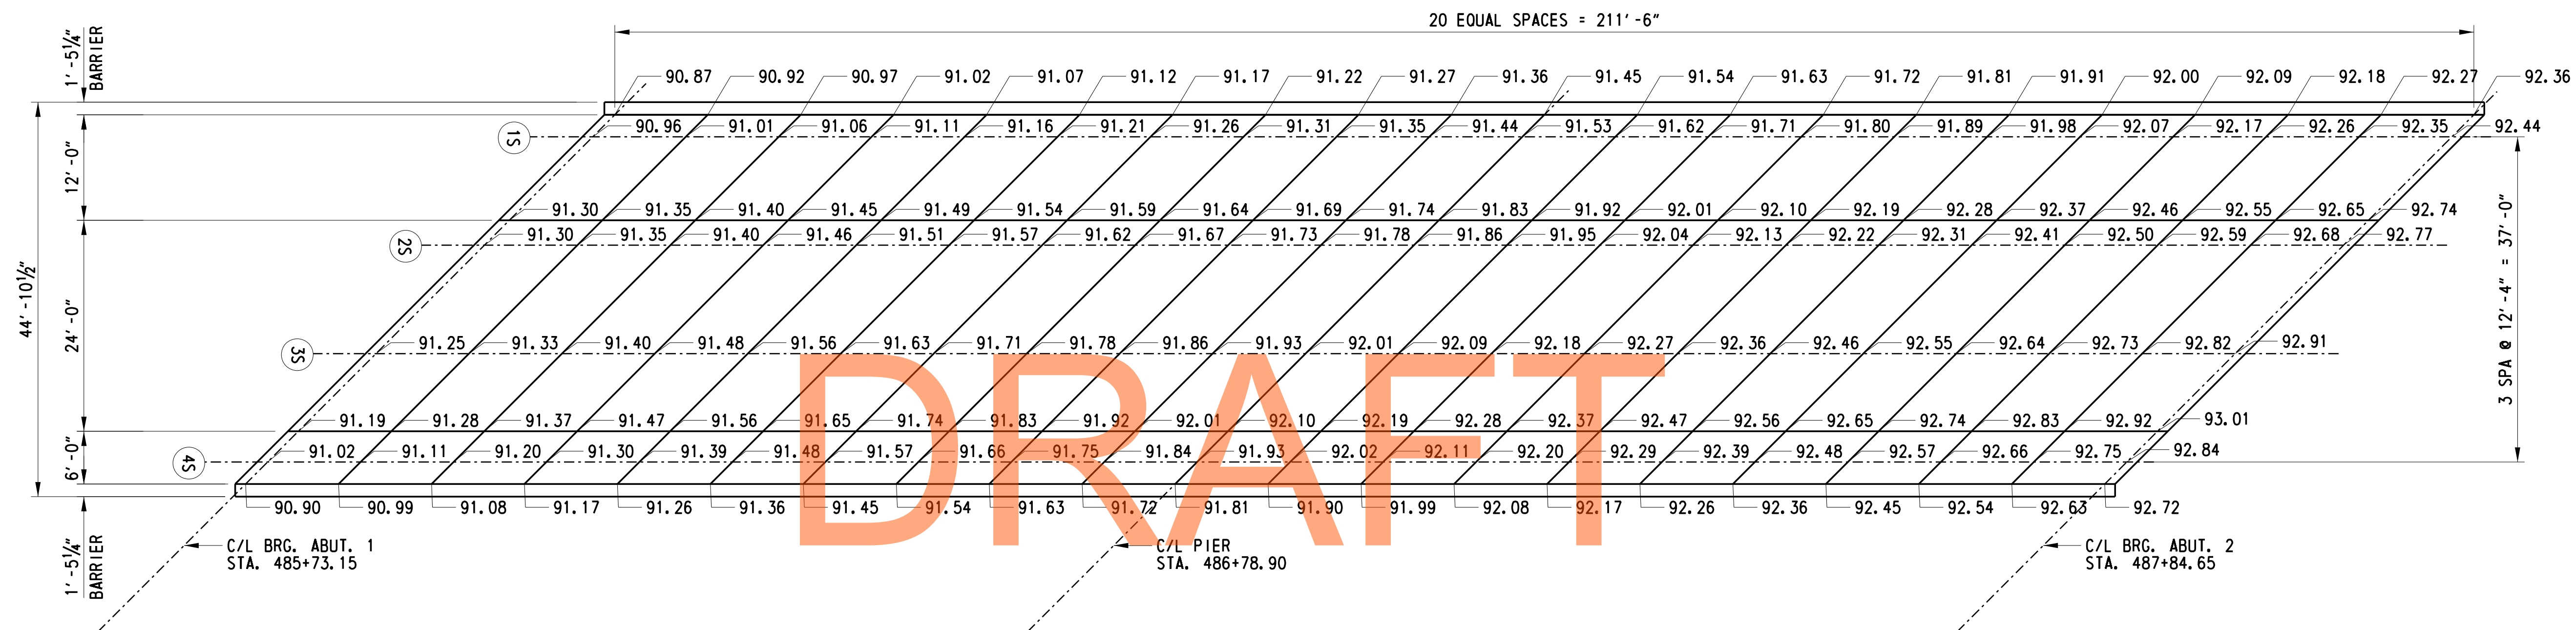 20 EQUAL SPACES = 211'-6"
1'-5¼"
BARRIER
90.87 90.92 90.97 91.02 91.07 91.12 91.17 91.22 91.27 91.36 91.45 91.54 91.63 91.72 91.81 91.91 92.00 92.09 92.18 92.27 92.36
1S
90.96 91.01 91.06 91.11 91.16 91.21 91.26 91.31 91.35 91.44 91.53 91.62 91.71 91.80 91.89 91.98 92.07 92.17 92.26 92.35 92.44
12'-0"
91.30 91.35 91.40 91.45 91.49 91.54 91.59 91.64 91.69 91.74 91.83 91.92 92.01 92.10 92.19 92.28 92.37 92.46 92.55 92.65 92.74
2S
91.30 91.35 91.40 91.46 91.51 91.57 91.62 91.67 91.73 91.78 91.86 91.95 92.04 92.13 92.22 92.31 92.41 92.50 92.59 92.68 92.77
44'-10½"
24'-0"
3 SPA @ 12'-4" = 37'-0"
3S
91.25 91.33 91.40 91.48 91.56 91.63 91.71 91.78 91.86 91.93 92.01 92.09 92.18 92.27 92.36 92.46 92.55 92.64 92.73 92.82 92.91
DRAFT
91.19 91.28 91.37 91.47 91.56 91.65 91.74 91.83 91.92 92.01 92.10 92.19 92.28 92.37 92.47 92.56 92.65 92.74 92.83 92.92 93.01
6'-0"
4S
91.02 91.11 91.20 91.30 91.39 91.48 91.57 91.66 91.75 91.84 91.93 92.02 92.11 92.20 92.29 92.39 92.48 92.57 92.66 92.75 92.84
90.90 90.99 91.08 91.17 91.26 91.36 91.45 91.54 91.63 91.72 91.81 91.90 91.99 92.08 92.17 92.26 92.36 92.45 92.54 92.63 92.72
1'-5¼"
BARRIER
C/L BRG. ABUT. 1
STA. 485+73.15
C/L PIER
STA. 486+78.90
C/L BRG. ABUT. 2
STA. 487+84.65